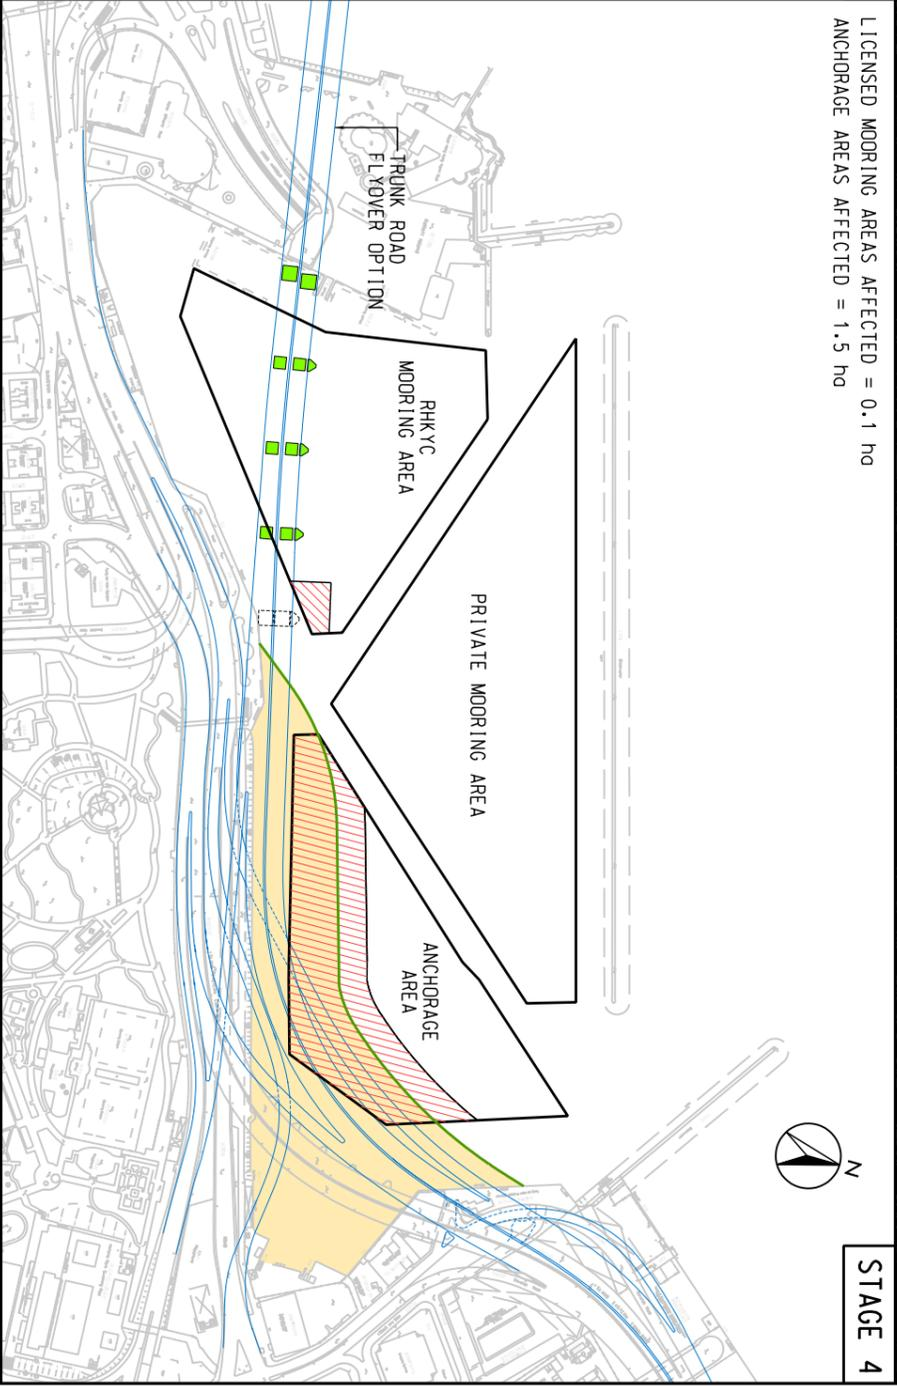 LICENSED MOORING AREAS AFFECTED = 0.1 ha
ANCHORAGE AREAS AFFECTED = 1.5 ha
STAGE 4
N
TRUNK ROAD
FLYOVER OPTION
RHKYC
MOORING AREA
PRIVATE MOORING AREA
ANCHORAGE
AREA